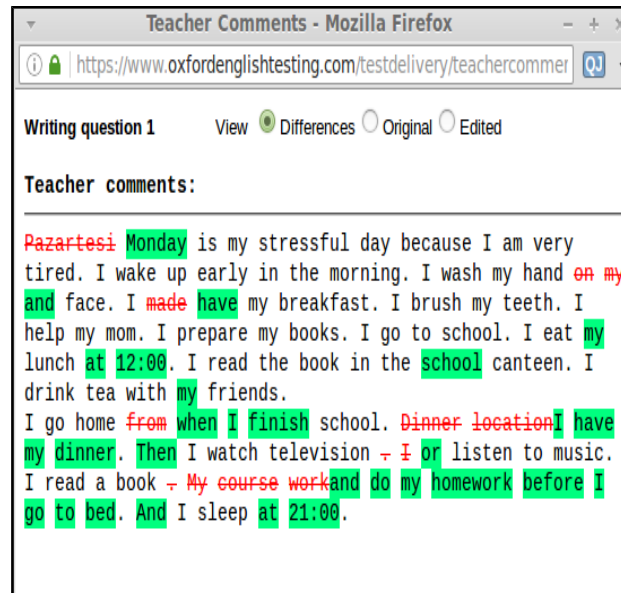 Teacher Comments - Mozilla Firefox
https://www.oxfordenglishtesting.com/testdelivery/teachercommer
Writing question 1 View Differences Original Edited
Teacher comments:
Pazartesi Monday is my stressful day because I am very
tired. I wake up early in the morning. I wash my hand on my
and face. I made have my breakfast. I brush my teeth. I
help my mom. I prepare my books. I go to school. I eat my
lunch at 12:00. I read the book in the school canteen. I
drink tea with my friends.
I go home from when I finish school. Dinner locationI have
my dinner. Then I watch television . I or listen to music.
I read a book . My course workand do my homework before I
go to bed. And I sleep at 21:00.